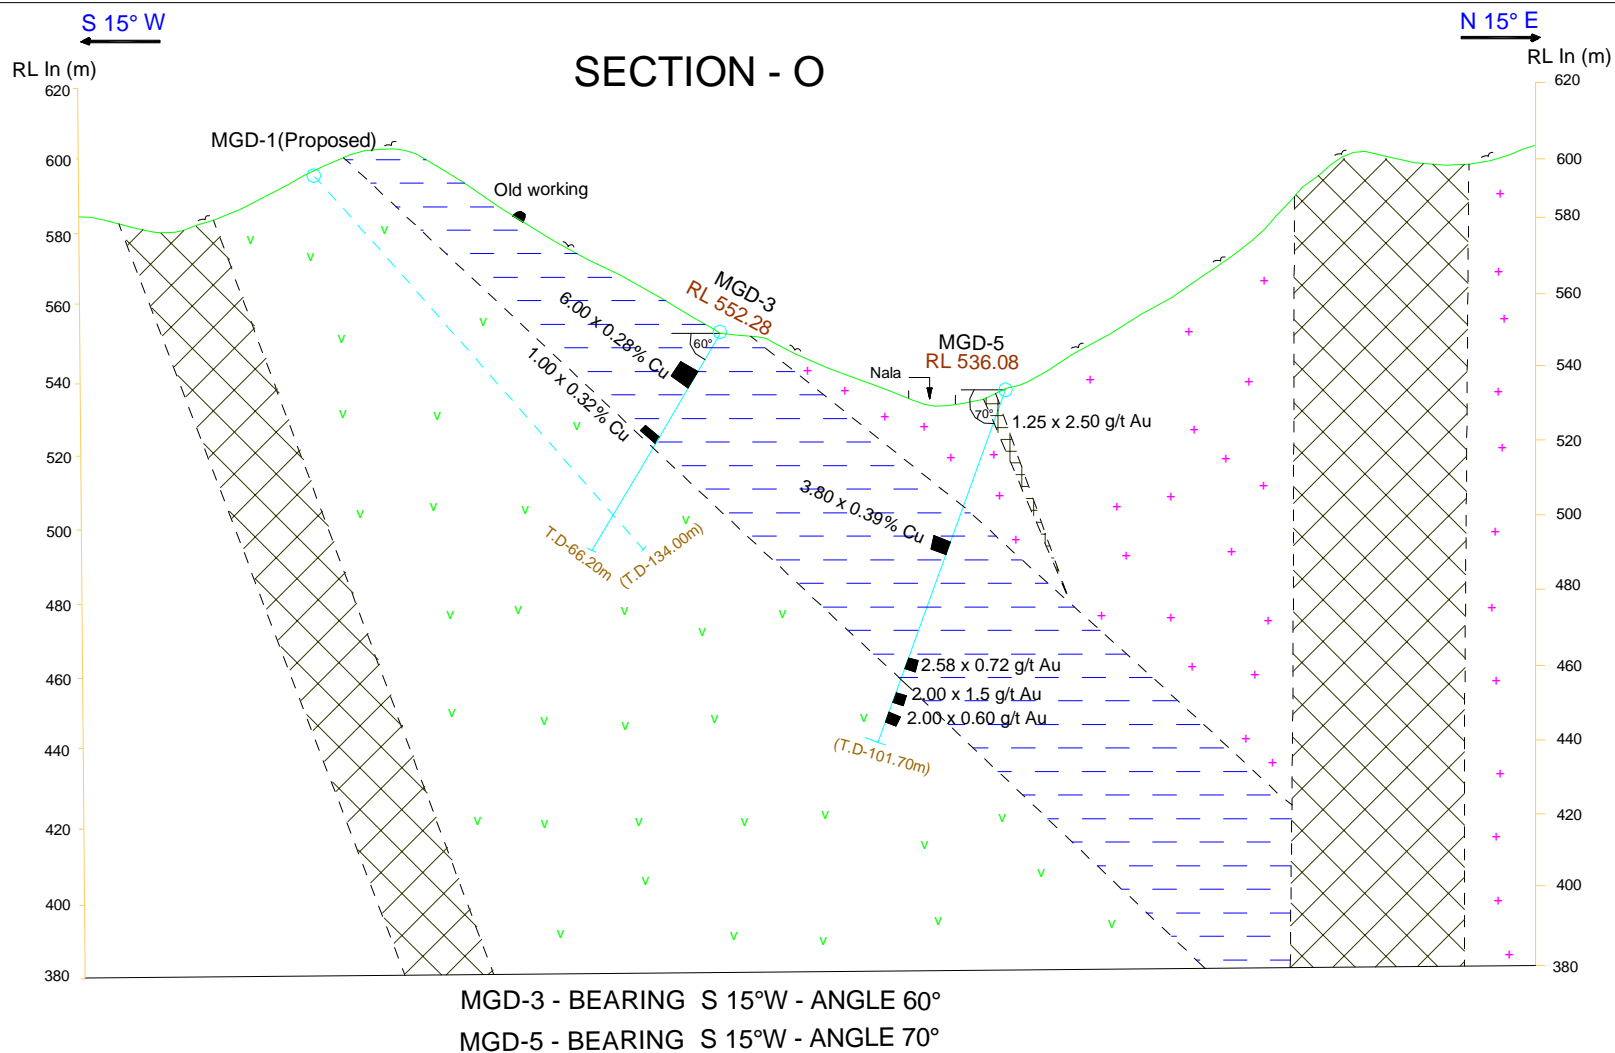 S 15° W
N 15° E
RL In (m)
RL In (m)
SECTION - O
620
620
MGD-1(Proposed)
600
600
Old working
580
580
MGD-3
RL 552.28
560
560
6.00 x 0.28% Cu
60°
1.00 x 0.32% Cu
MGD-5
RL 536.08
Nala
540
540
70°
1.25 x 2.50 g/t Au
520
520
3.80 x 0.39% Cu
500
500
T.D-66.20m
(T.D-134.00m)
480
480
2.58 x 0.72 g/t Au
460
460
2.00 x 1.5 g/t Au
2.00 x 0.60 g/t Au
440
440
(T.D-101.70m)
420
420
400
400
380
380
MGD-3 - BEARING S 15°W - ANGLE 60°
MGD-5 - BEARING S 15°W - ANGLE 70°